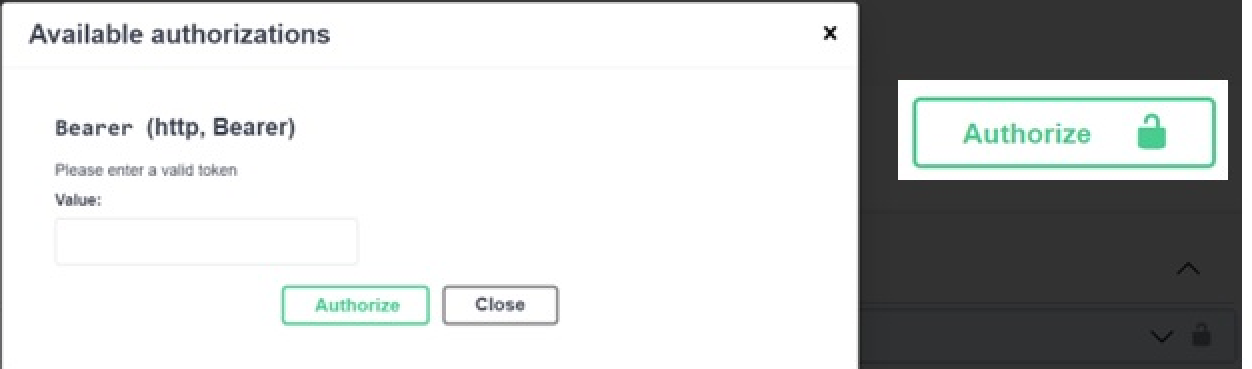 Available authorizations
×
Bearer (http, Bearer)
Please enter a valid token
Value:
Authorize
Close
Authorize